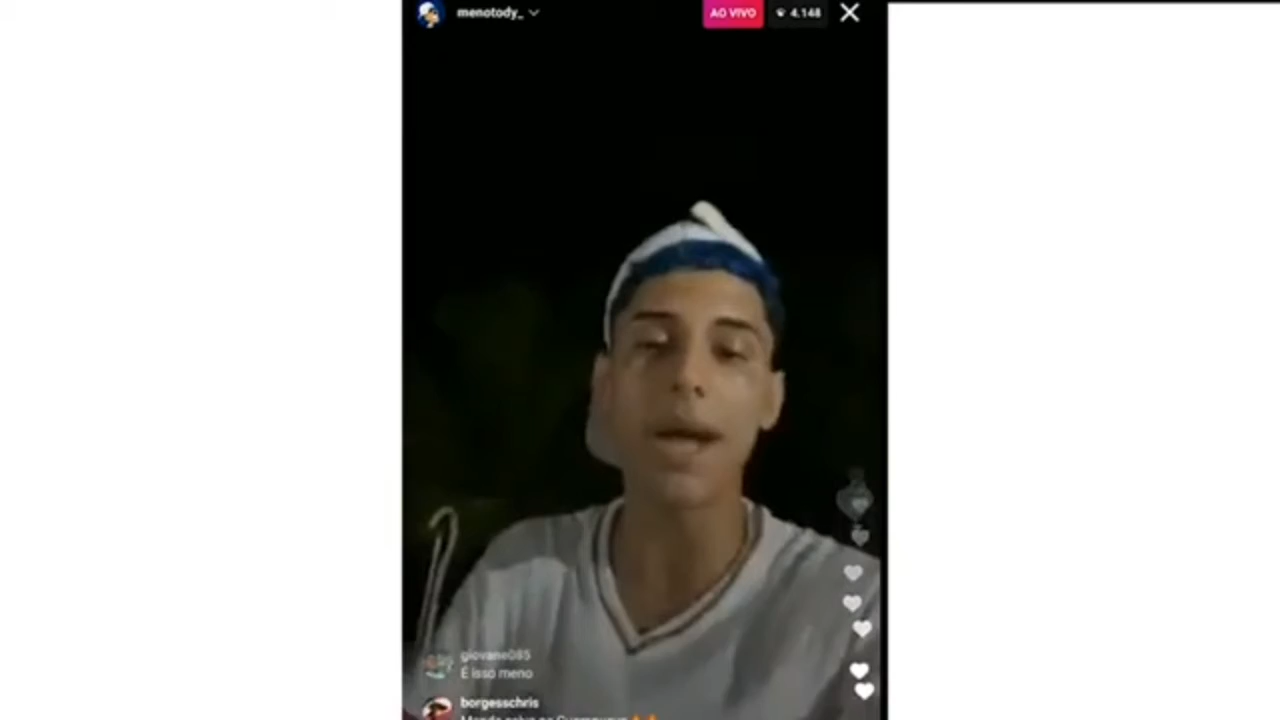 menotody_
AO VIVO
4.148
giovane085
É isso meno
borgesschris